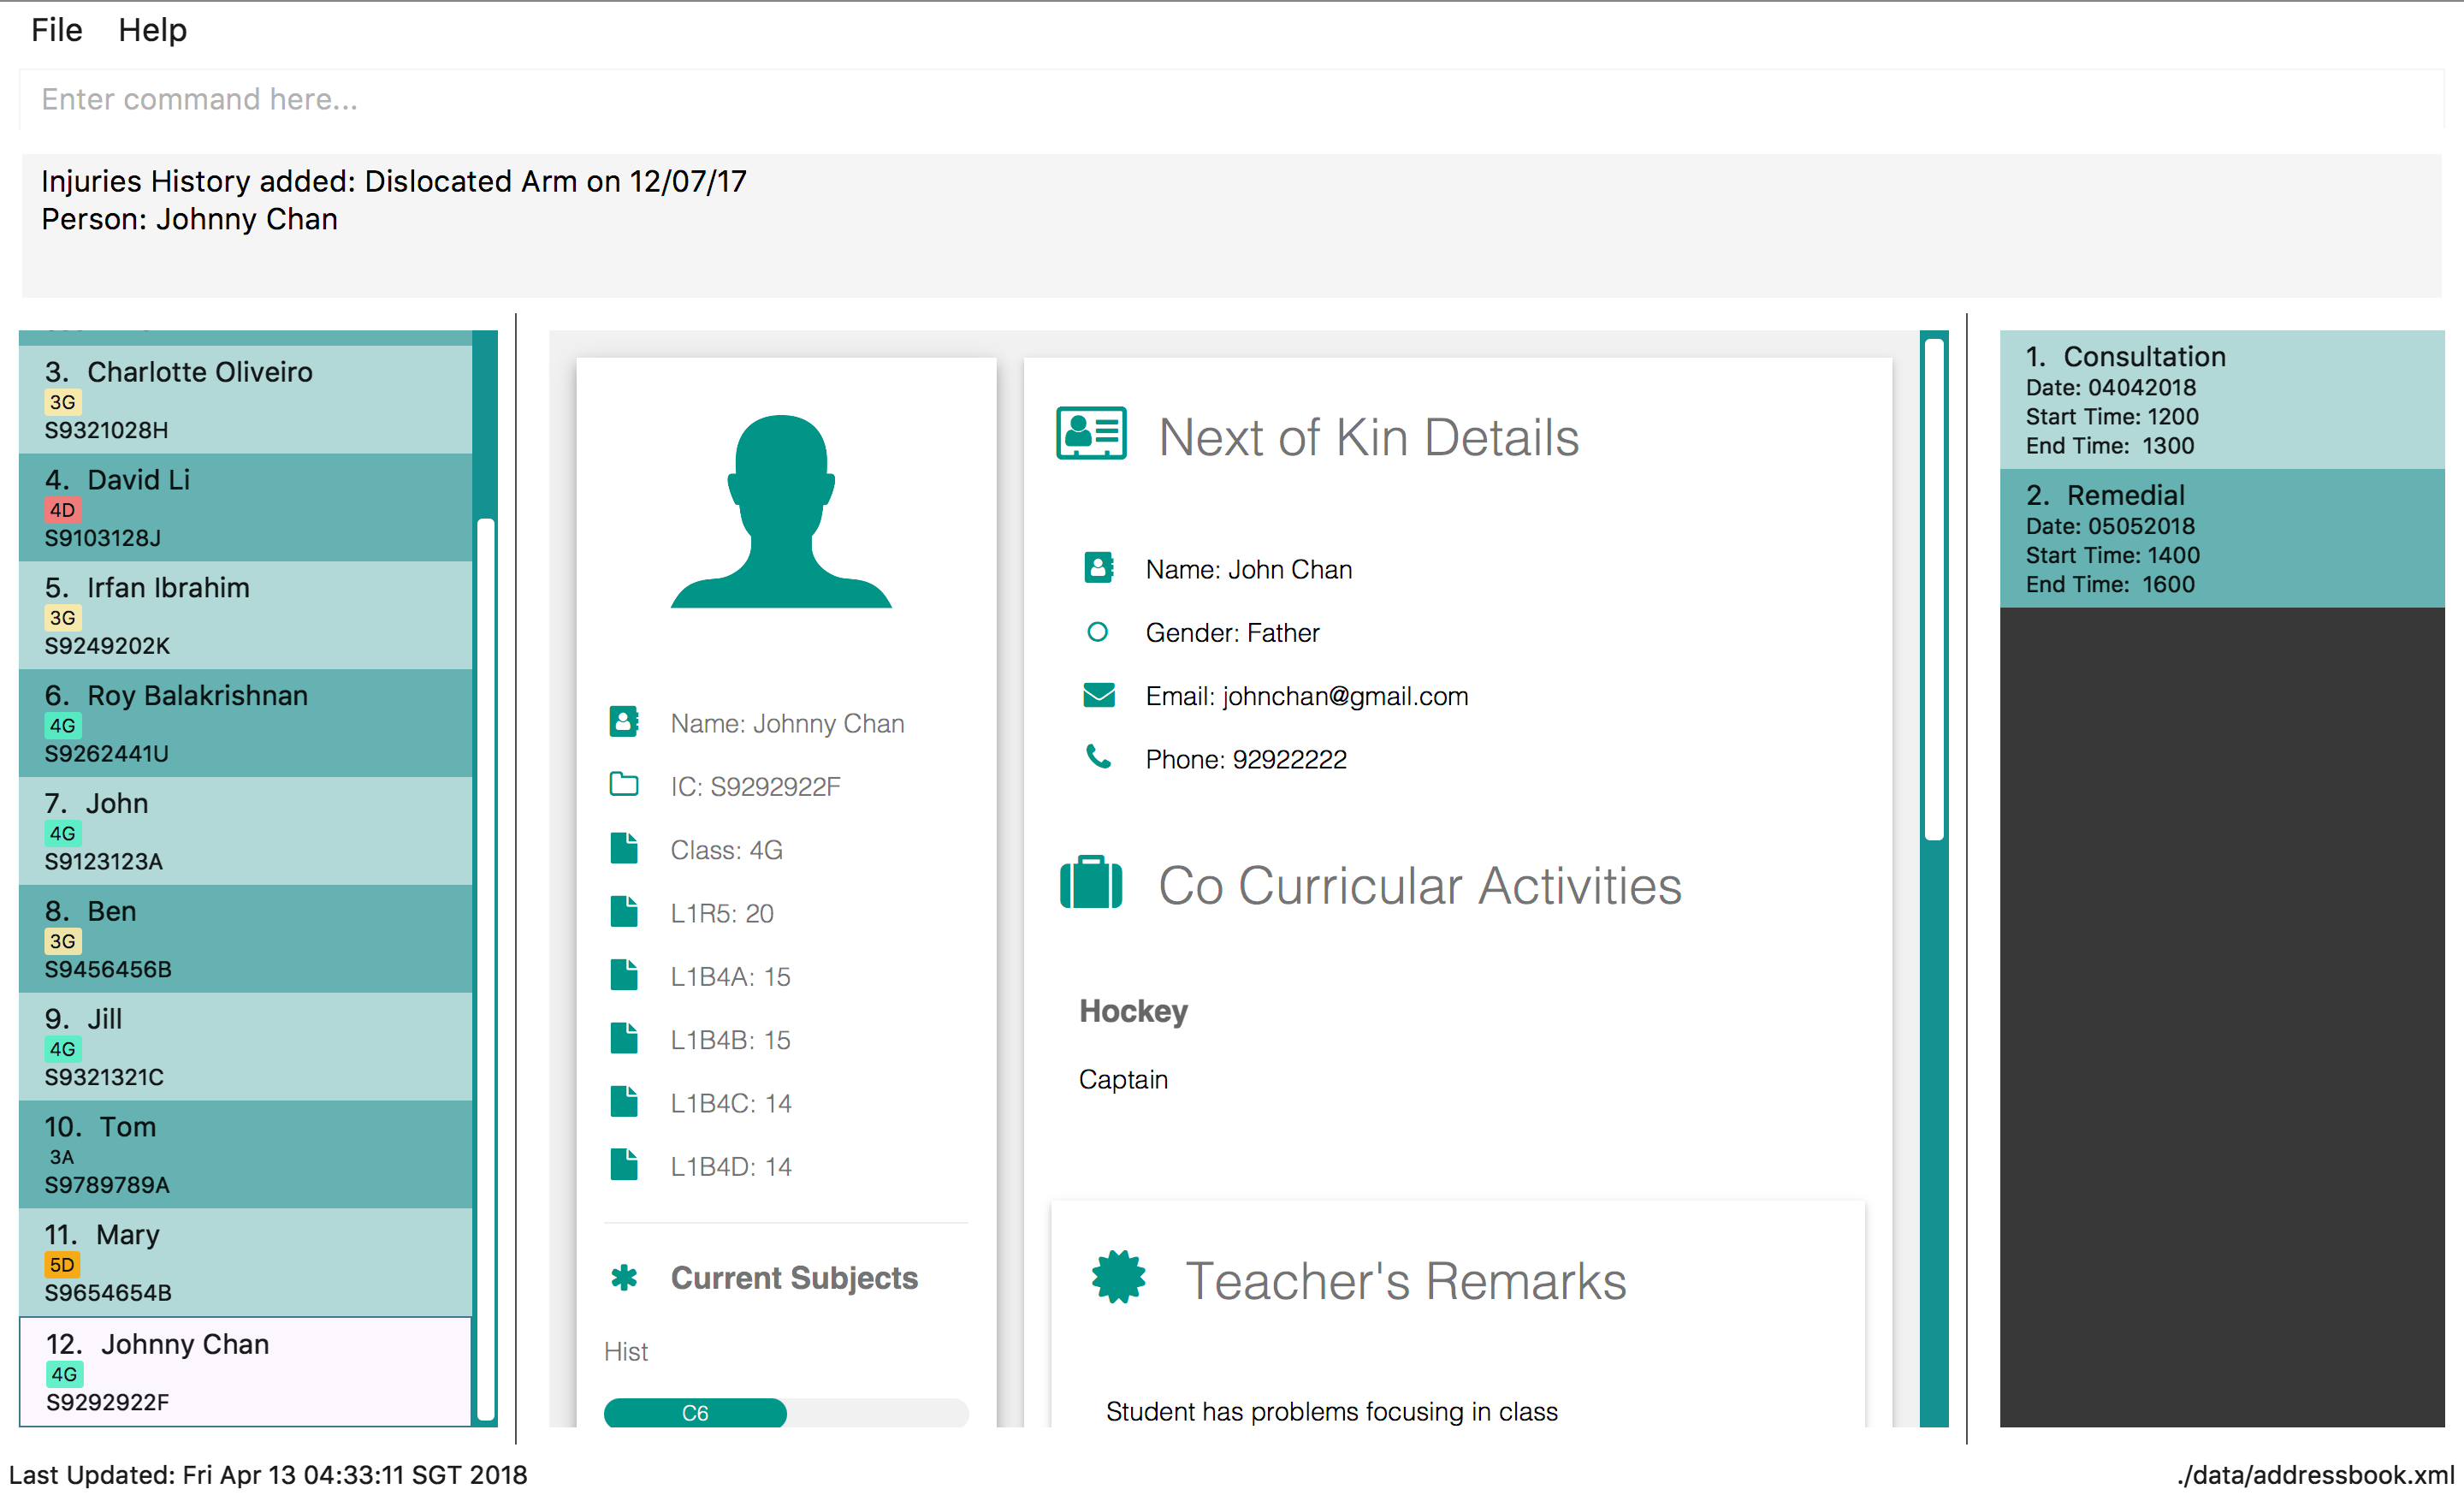 File Help
Enter command here...
Injuries History added: Dislocated Arm on 12/07/17
Person: Johnny Chan
3. Charlotte Oliveiro
3G
S9321028H
4. David Li
4D
S9103128J
5. Irfan Ibrahim
3G
S9249202K
6. Roy Balakrishnan
4G
S9262441U
7. John
4G
S9123123A
8. Ben
3G
S9456456B
9. Jill
4G
S9321321C
10. Tom
3A
S9789789A
11. Mary
5D
S9654654B
12. Johnny Chan
4G
S9292922F
Name: Johnny Chan
IC: S9292922F
Class: 4G
L1R5: 20
L1B4A: 15
L1B4B: 15
L1B4C: 14
L1B4D: 14
Current Subjects
Hist
C6
Next of Kin Details
Name: John Chan
Gender: Father
Email: johnchan@gmail.com
Phone: 92922222
Co Curricular Activities
Hockey
Captain
Teacher's Remarks
Student has problems focusing in class
1. Consultation
Date: 04042018
Start Time: 1200
End Time: 1300
2. Remedial
Date: 05052018
Start Time: 1400
End Time: 1600
Last Updated: Fri Apr 13 04:33:11 SGT 2018
./data/addressbook.xml